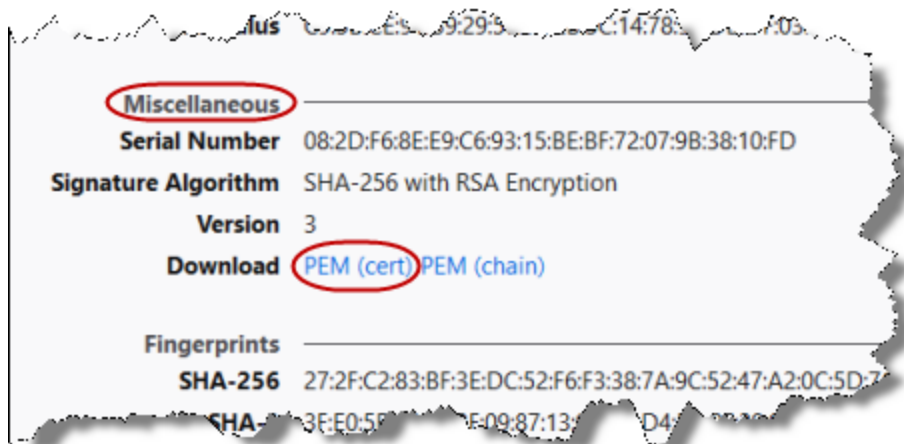 Miscellaneous
Serial Number 08:2D:F6:8E:E9:C6:93:15:BE:BF:72:07:9B:38:10:FD
Signature Algorithm SHA-256 with RSA Encryption
Version 3
Download PEM (cert) PEM (chain)
Fingerprints
SHA-256 27:2F:C2:83:BF:3E:DC:52:F6:F3:38:7A:9C:52:47:A2:0C:5D: